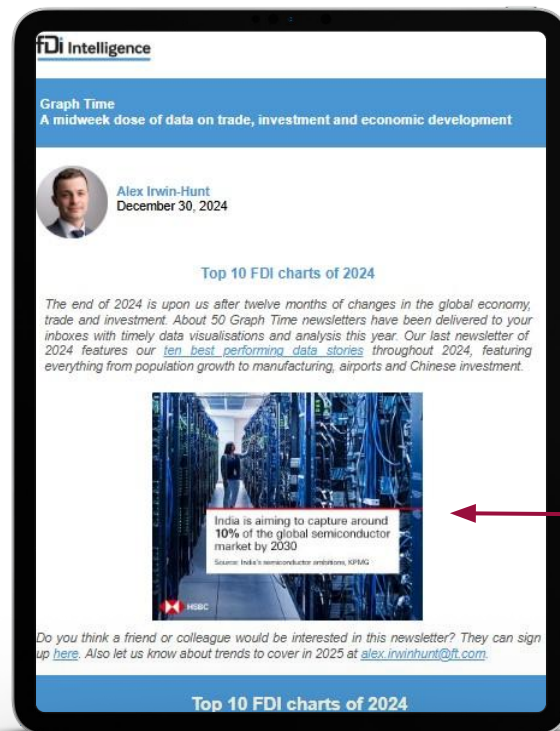 fDi Intelligence
Graph Time
A midweek dose of data on trade, investment and economic development
Alex Irwin-Hunt
December 30, 2024
Top 10 FDI charts of 2024
The end of 2024 is upon us after twelve months of changes in the global economy,
trade and investment. About 50 Graph Time newsletters have been delivered to your
inboxes with timely data visualisations and analysis this year. Our last newsletter of
2024 features our ten best performing data stories throughout 2024, featuring
everything from population growth to manufacturing, airports and Chinese investment.
India is aiming to capture around
10% of the global semiconductor
market by 2030
Source: India's semiconductor ambitions, KPMG
HSBC
Do you think a friend or colleague would be interested in this newsletter? They can sign
up here. Also let us know about trends to cover in 2025 at alex.irwinhunt@ft.com.
Top 10 FDI charts of 2024